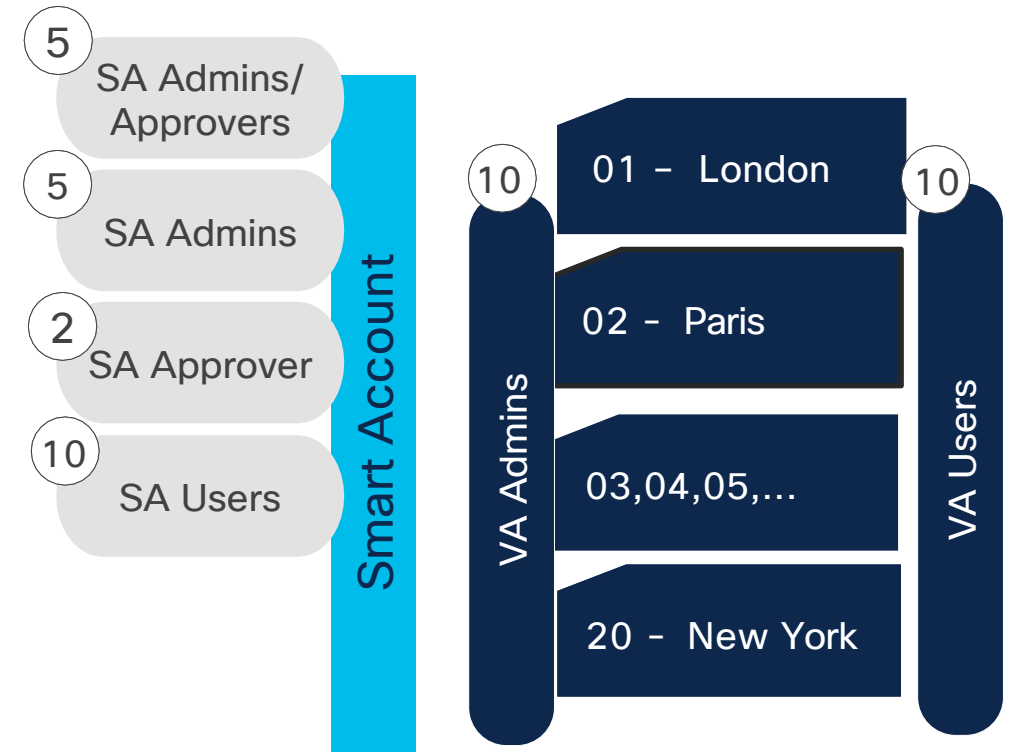 5
SA Admins/
Approvers
5
SA Admins
2
SA Approver
10
SA Users
Smart Account
10
VA Admins
01 – London
02 – Paris
03,04,05,...
20 – New York
10
VA Users